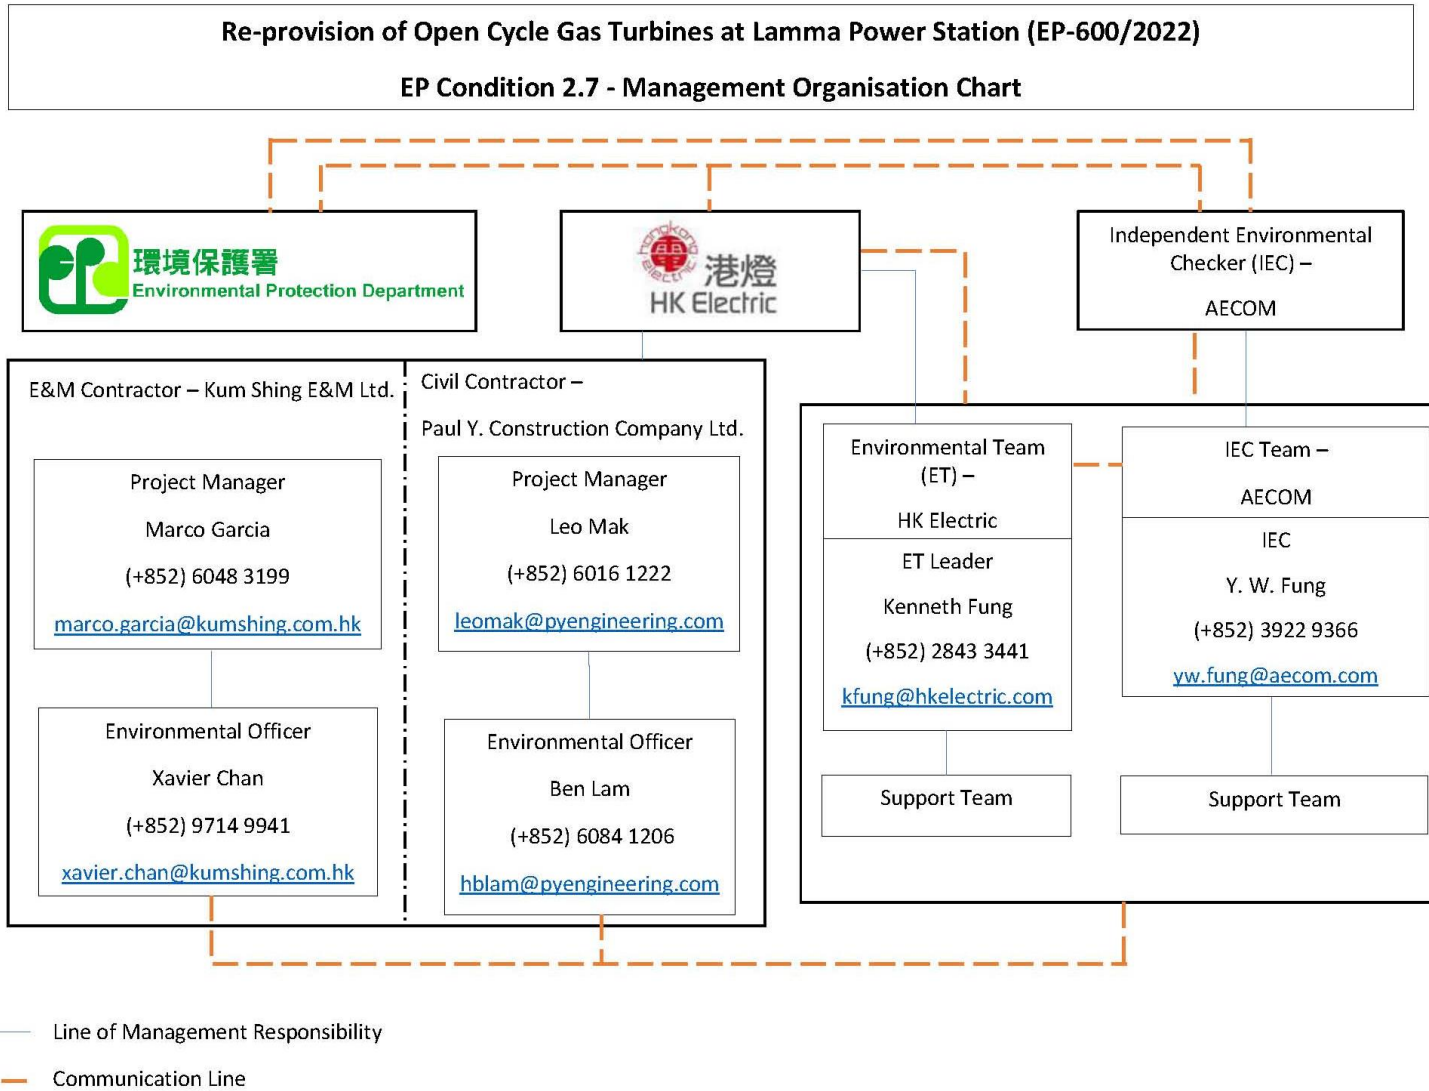 Re-provision of Open Cycle Gas Turbines at Lamma Power Station (EP-600/2022)
EP Condition 2.7 - Management Organisation Chart
環境保護署
Environmental Protection Department
hongkong electric
港燈
HK Electric
Independent Environmental
Checker (IEC) –
AECOM
E&M Contractor – Kum Shing E&M Ltd.
Project Manager
Marco Garcia
(+852) 6048 3199
marco.garcia@kumshing.com.hk
Environmental Officer
Xavier Chan
(+852) 9714 9941
xavier.chan@kumshing.com.hk
Civil Contractor –
Paul Y. Construction Company Ltd.
Project Manager
Leo Mak
(+852) 6016 1222
leomak@pyengineering.com
Environmental Officer
Ben Lam
(+852) 6084 1206
hblam@pyengineering.com
Environmental Team
(ET) –
HK Electric
ET Leader
Kenneth Fung
(+852) 2843 3441
kfung@hkelectric.com
Support Team
IEC Team –
AECOM
IEC
Y. W. Fung
(+852) 3922 9366
yw.fung@aecom.com
Support Team
Line of Management Responsibility
Communication Line